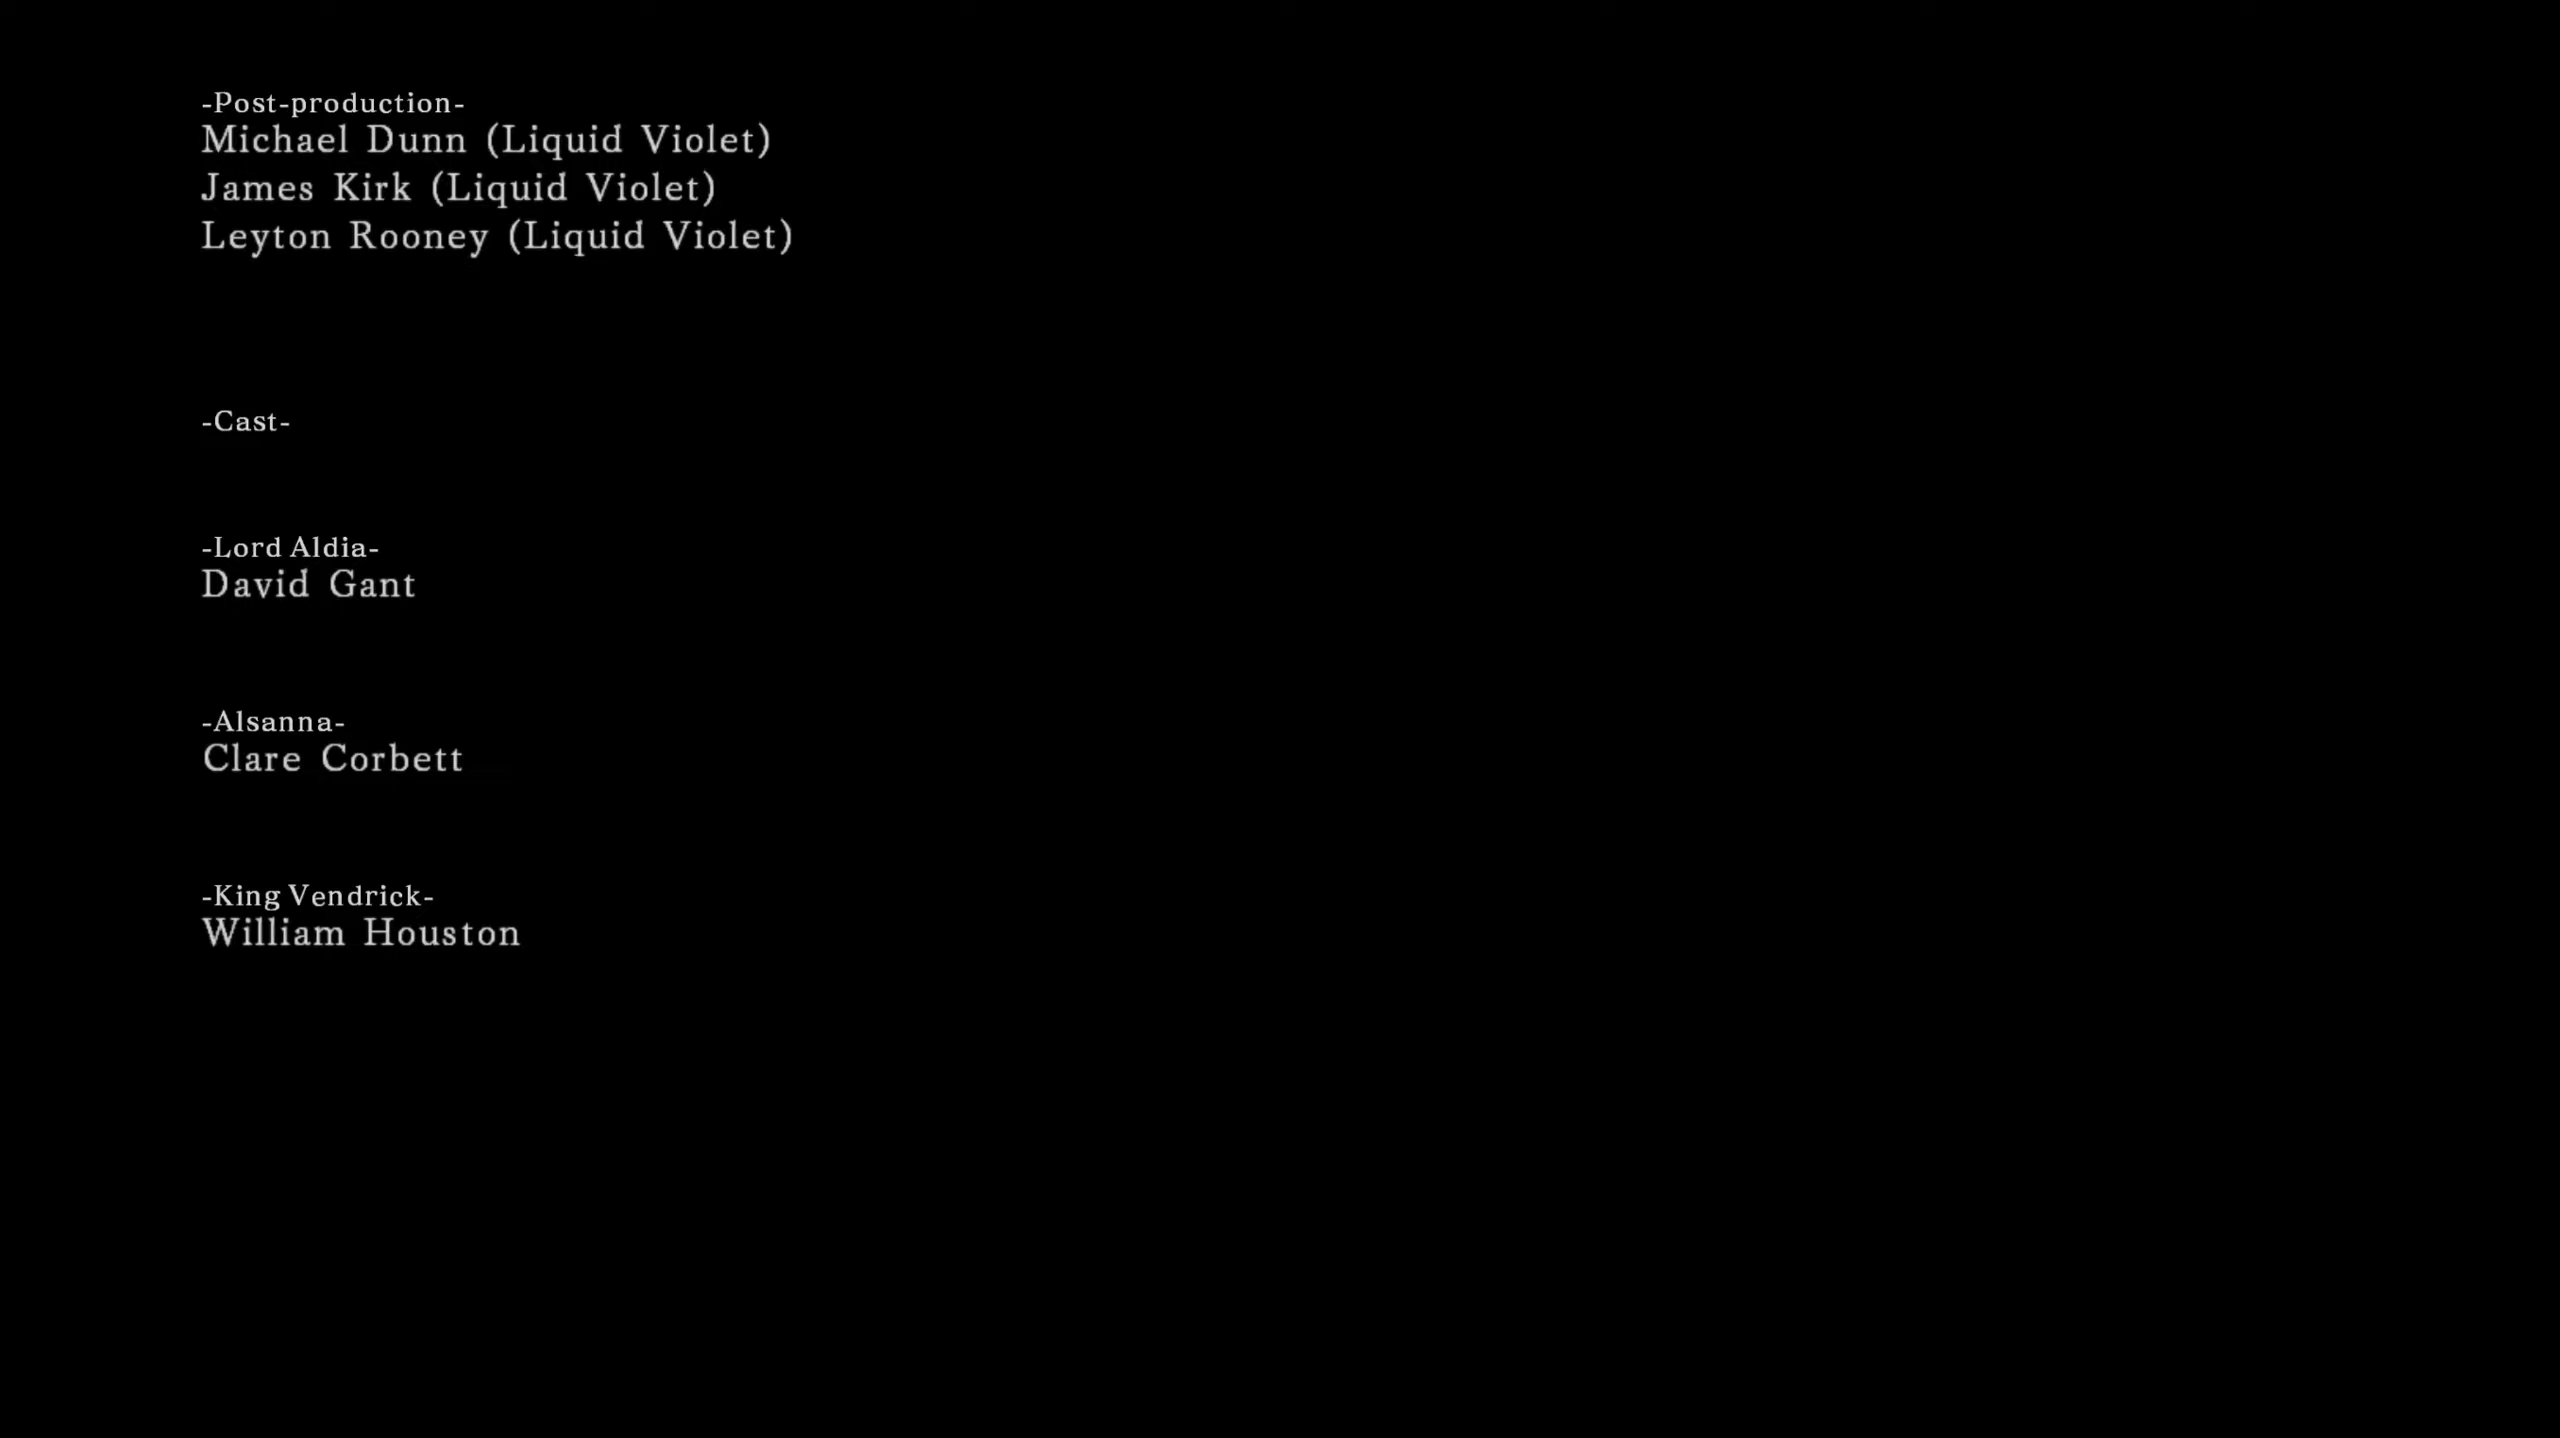 -Post-production-
Michael Dunn (Liquid Violet)
James Kirk (Liquid Violet)
Leyton Rooney (Liquid Violet)
-Cast-
-Lord Aldia-
David Gant
-Alsanna-
Clare Corbett
-King Vendrick-
William Houston